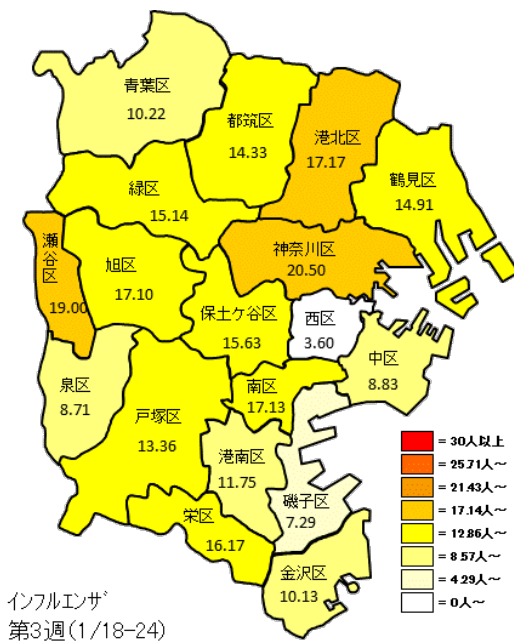 青葉区
10.22
都筑区
14.33
港北区
17.17
鶴見区
14.91
緑区
15.14
神奈川区
20.50
瀬谷区
19.00
旭区
17.10
保土ケ谷区
15.63
西区
3.60
中区
8.83
泉区
8.71
戸塚区
13.36
南区
17.13
港南区
11.75
磯子区
7.29
栄区
16.17
金沢区
10.13
= 30人以上
= 25.71人～
= 21.43人～
= 17.14人～
= 12.86人～
= 8.57人～
= 4.29人～
= 0人～
インフルエンザ
第3週(1/18-24)